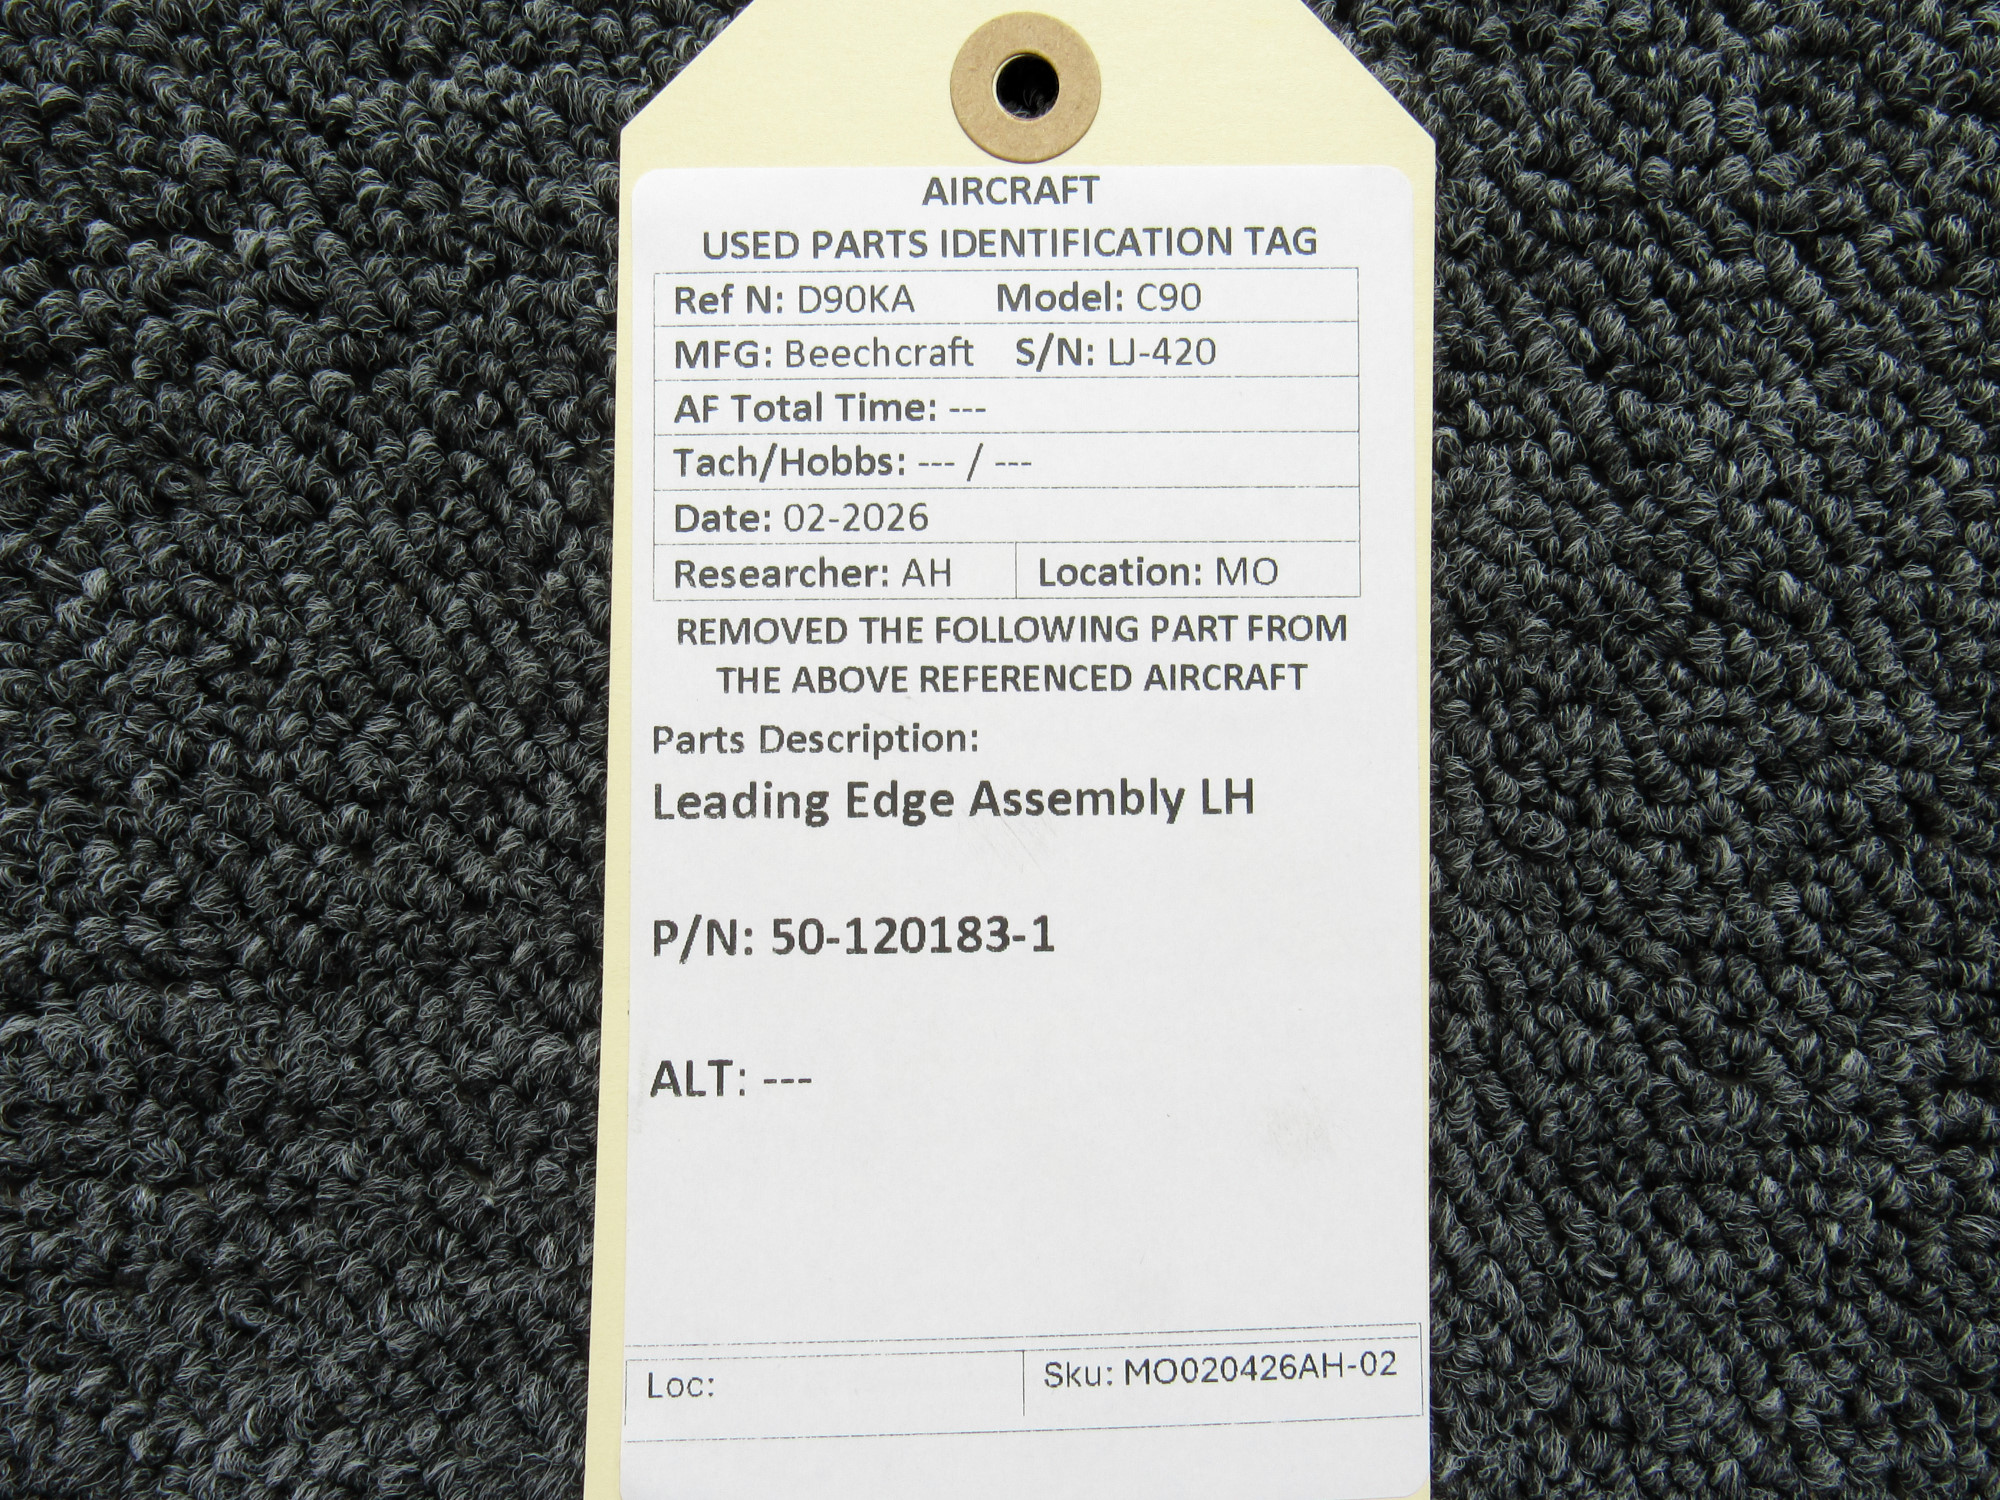 AIRCRAFT
USED PARTS IDENTIFICATION TAG
Ref N: D90KA Model: C90
MFG: Beechcraft S/N: LJ-420
AF Total Time: ---
Tach/Hobbs: --- / ---
Date: 02-2026
Researcher: AH Location: MO
REMOVED THE FOLLOWING PART FROM
THE ABOVE REFERENCED AIRCRAFT
Parts Description:
Leading Edge Assembly LH
P/N: 50-120183-1
ALT: ---
Loc: Sku: MO020426AH-02